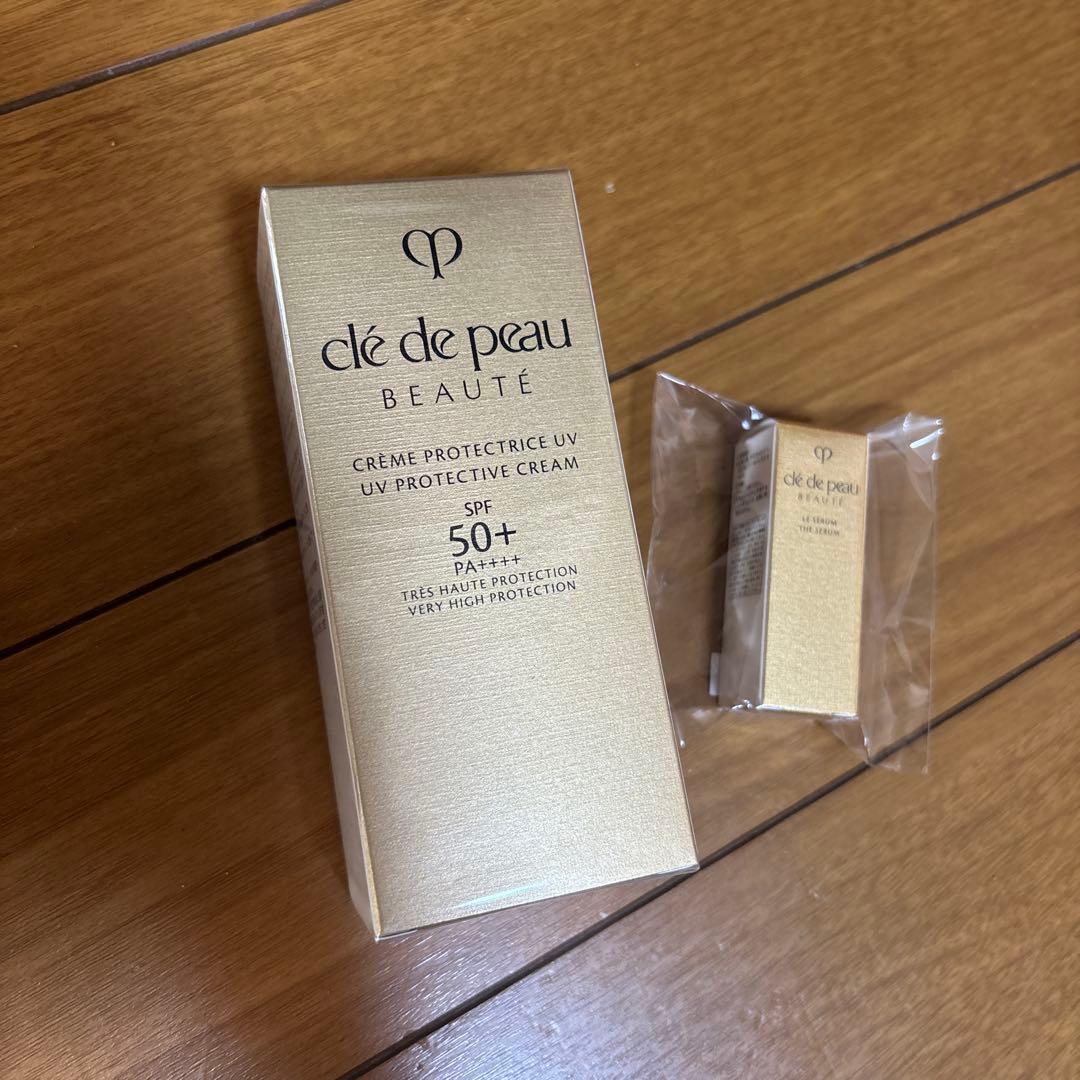 clé de peau
BEAUTÉ
CRÈME PROTECTRICE UV
UV PROTECTIVE CREAM
SPF
50+
PA++++
TRÈS HAUTE PROTECTION
VERY HIGH PROTECTION
clé de peau
BEAUTÉ
LE SÉRUM
THE SERUM